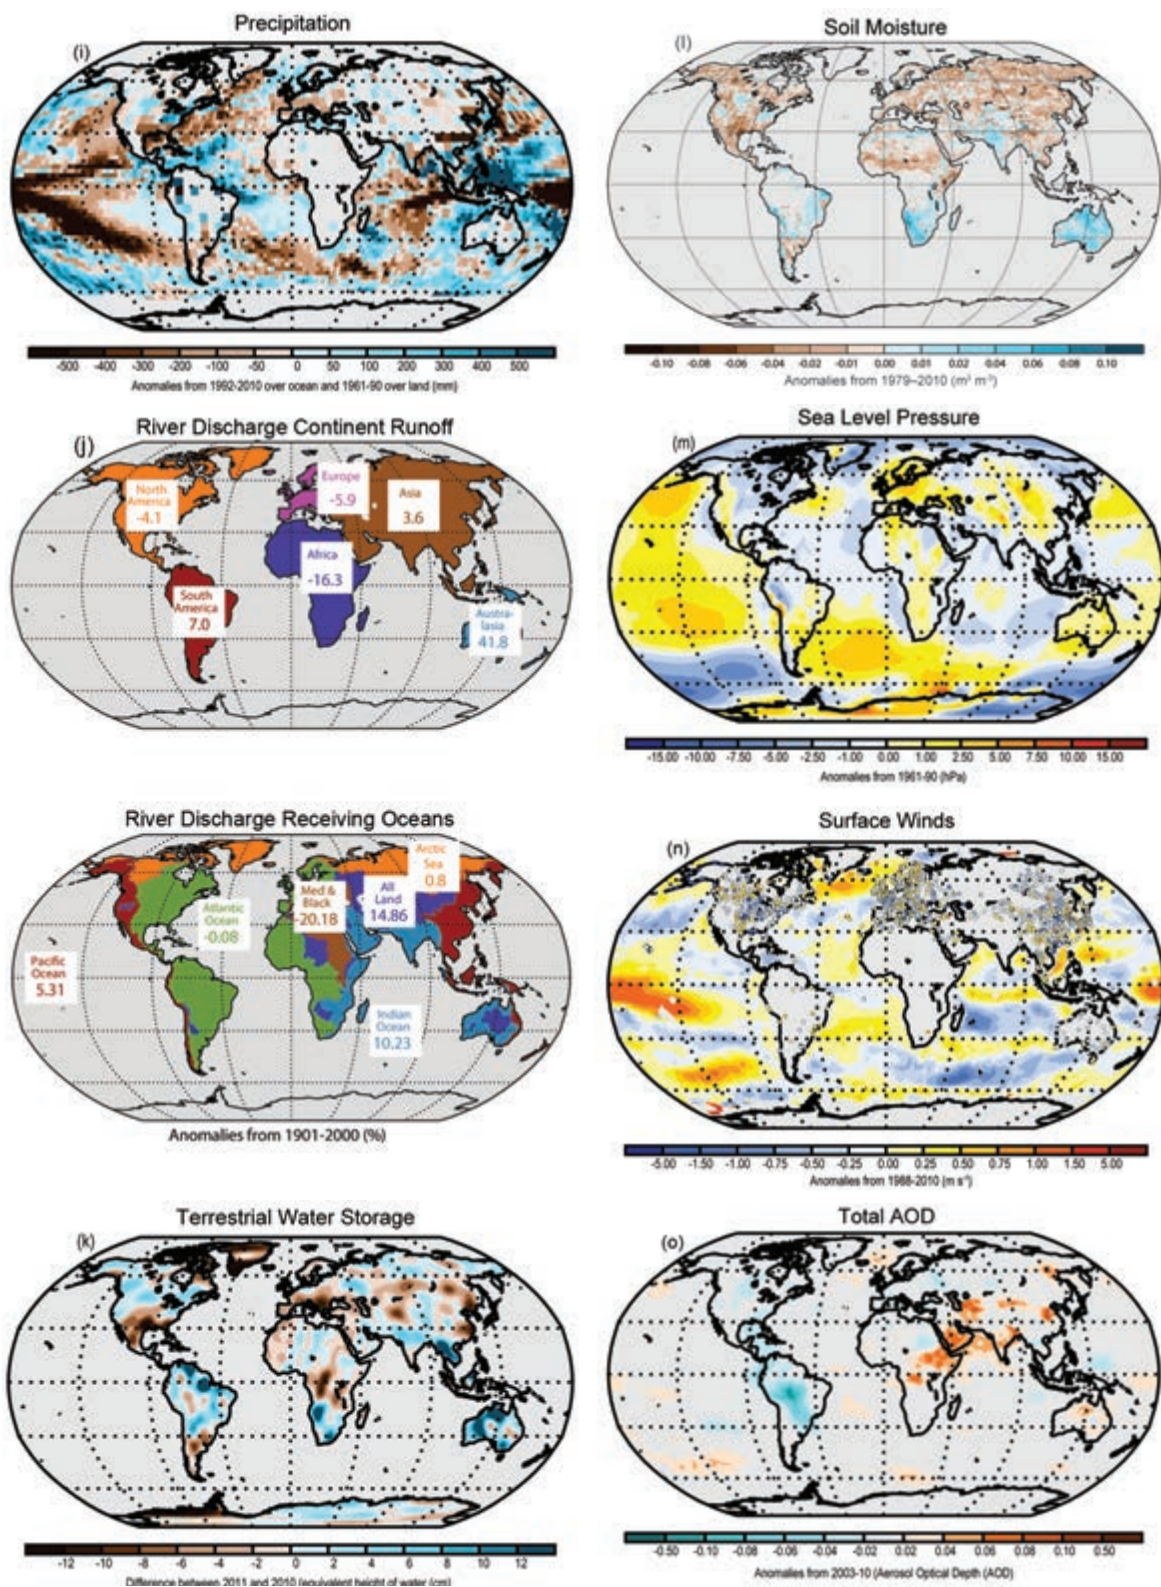 Precipitation
(i)
-500 -400 -300 -200 -100 -50 0 50 100 200 300 400 500
Anomalies from 1992-2010 over ocean and 1961-90 over land (mm)
Soil Moisture
(l)
-0.10 -0.08 -0.06 -0.04 -0.02 -0.01 0.00 0.01 0.02 0.04 0.06 0.08 0.10
Anomalies from 1979–2010 (m³ m⁻³)
River Discharge Continent Runoff
(j)
North
America
-4.1
Europe
-5.9
Asia
3.6
Africa
-16.3
South
America
7.0
Austra-
lasia
41.8
Sea Level Pressure
(m)
-15.00 -10.00 -7.50 -5.00 -2.50 -1.00 0.00 1.00 2.50 5.00 7.50 10.00 15.00
Anomalies from 1961-90 (hPa)
River Discharge Receiving Oceans
Arctic
Sea
0.8
Med &
Black
-20.18
All
Land
14.86
Atlantic
Ocean
-0.08
Pacific
Ocean
5.31
Indian
Ocean
10.23
Anomalies from 1901-2000 (%)
Surface Winds
(n)
-5.00 -1.50 -1.00 -0.75 -0.50 -0.25 0.00 0.25 0.50 0.75 1.00 1.50 5.00
Anomalies from 1988-2010 (m s⁻¹)
Terrestrial Water Storage
(k)
-12 -10 -8 -6 -4 -2 0 2 4 6 8 10 12
Difference between 2011 and 2010 (equivalent height of water (cm)
Total AOD
(o)
-0.50 -0.10 -0.08 -0.06 -0.04 -0.02 0.00 0.02 0.04 0.06 0.08 0.10 0.50
Anomalies from 2003-10 (Aerosol Optical Depth (AOD)